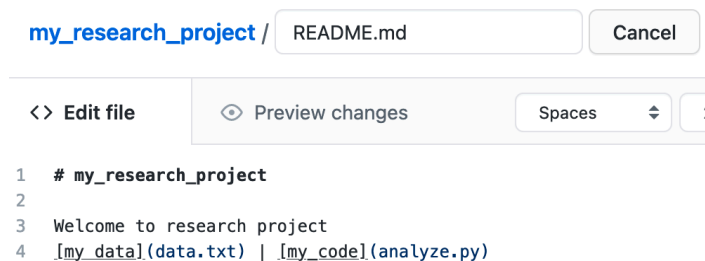 my_research_project / README.md Cancel
<> Edit file Preview changes Spaces
1 # my_research_project
2
3 Welcome to research project
4 [my_data](data.txt) | [my_code](analyze.py)